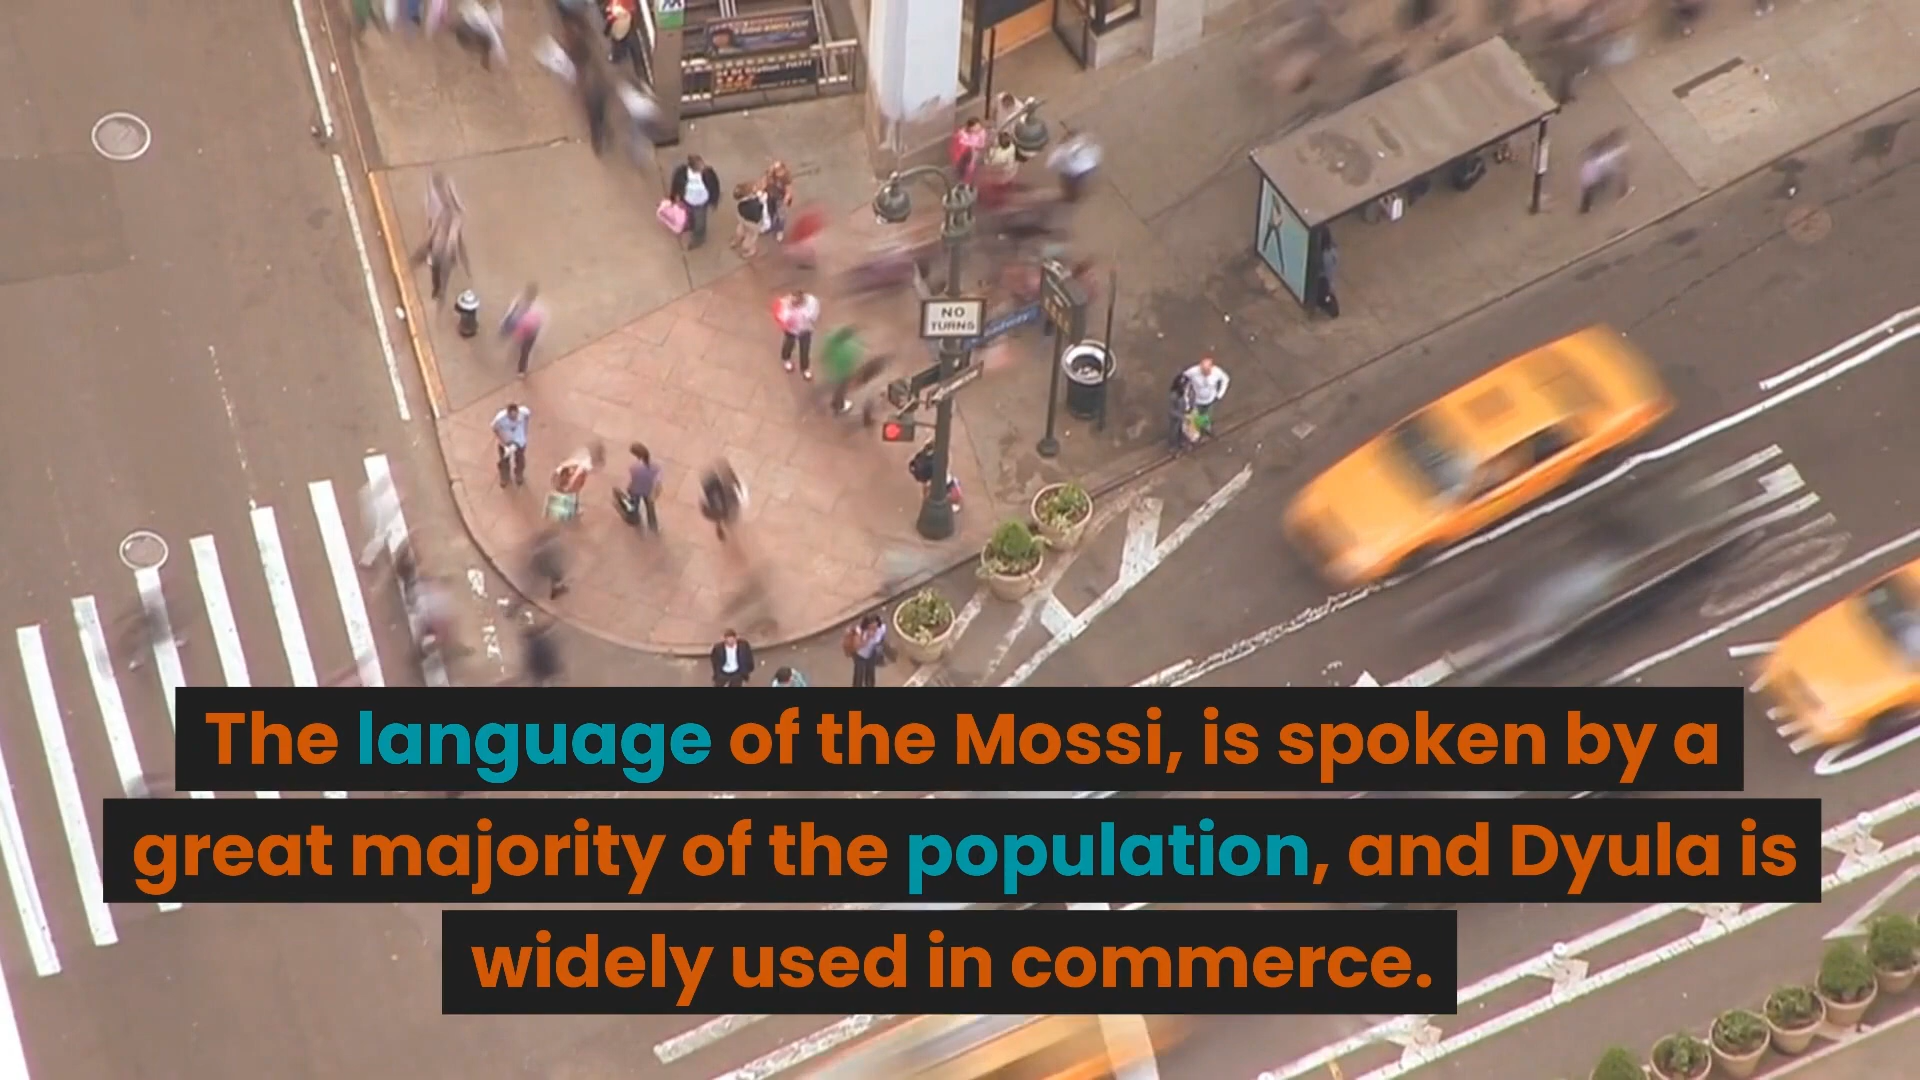 NO
TURNS
The language of the Mossi, is spoken by a
great majority of the population, and Dyula is
widely used in commerce.